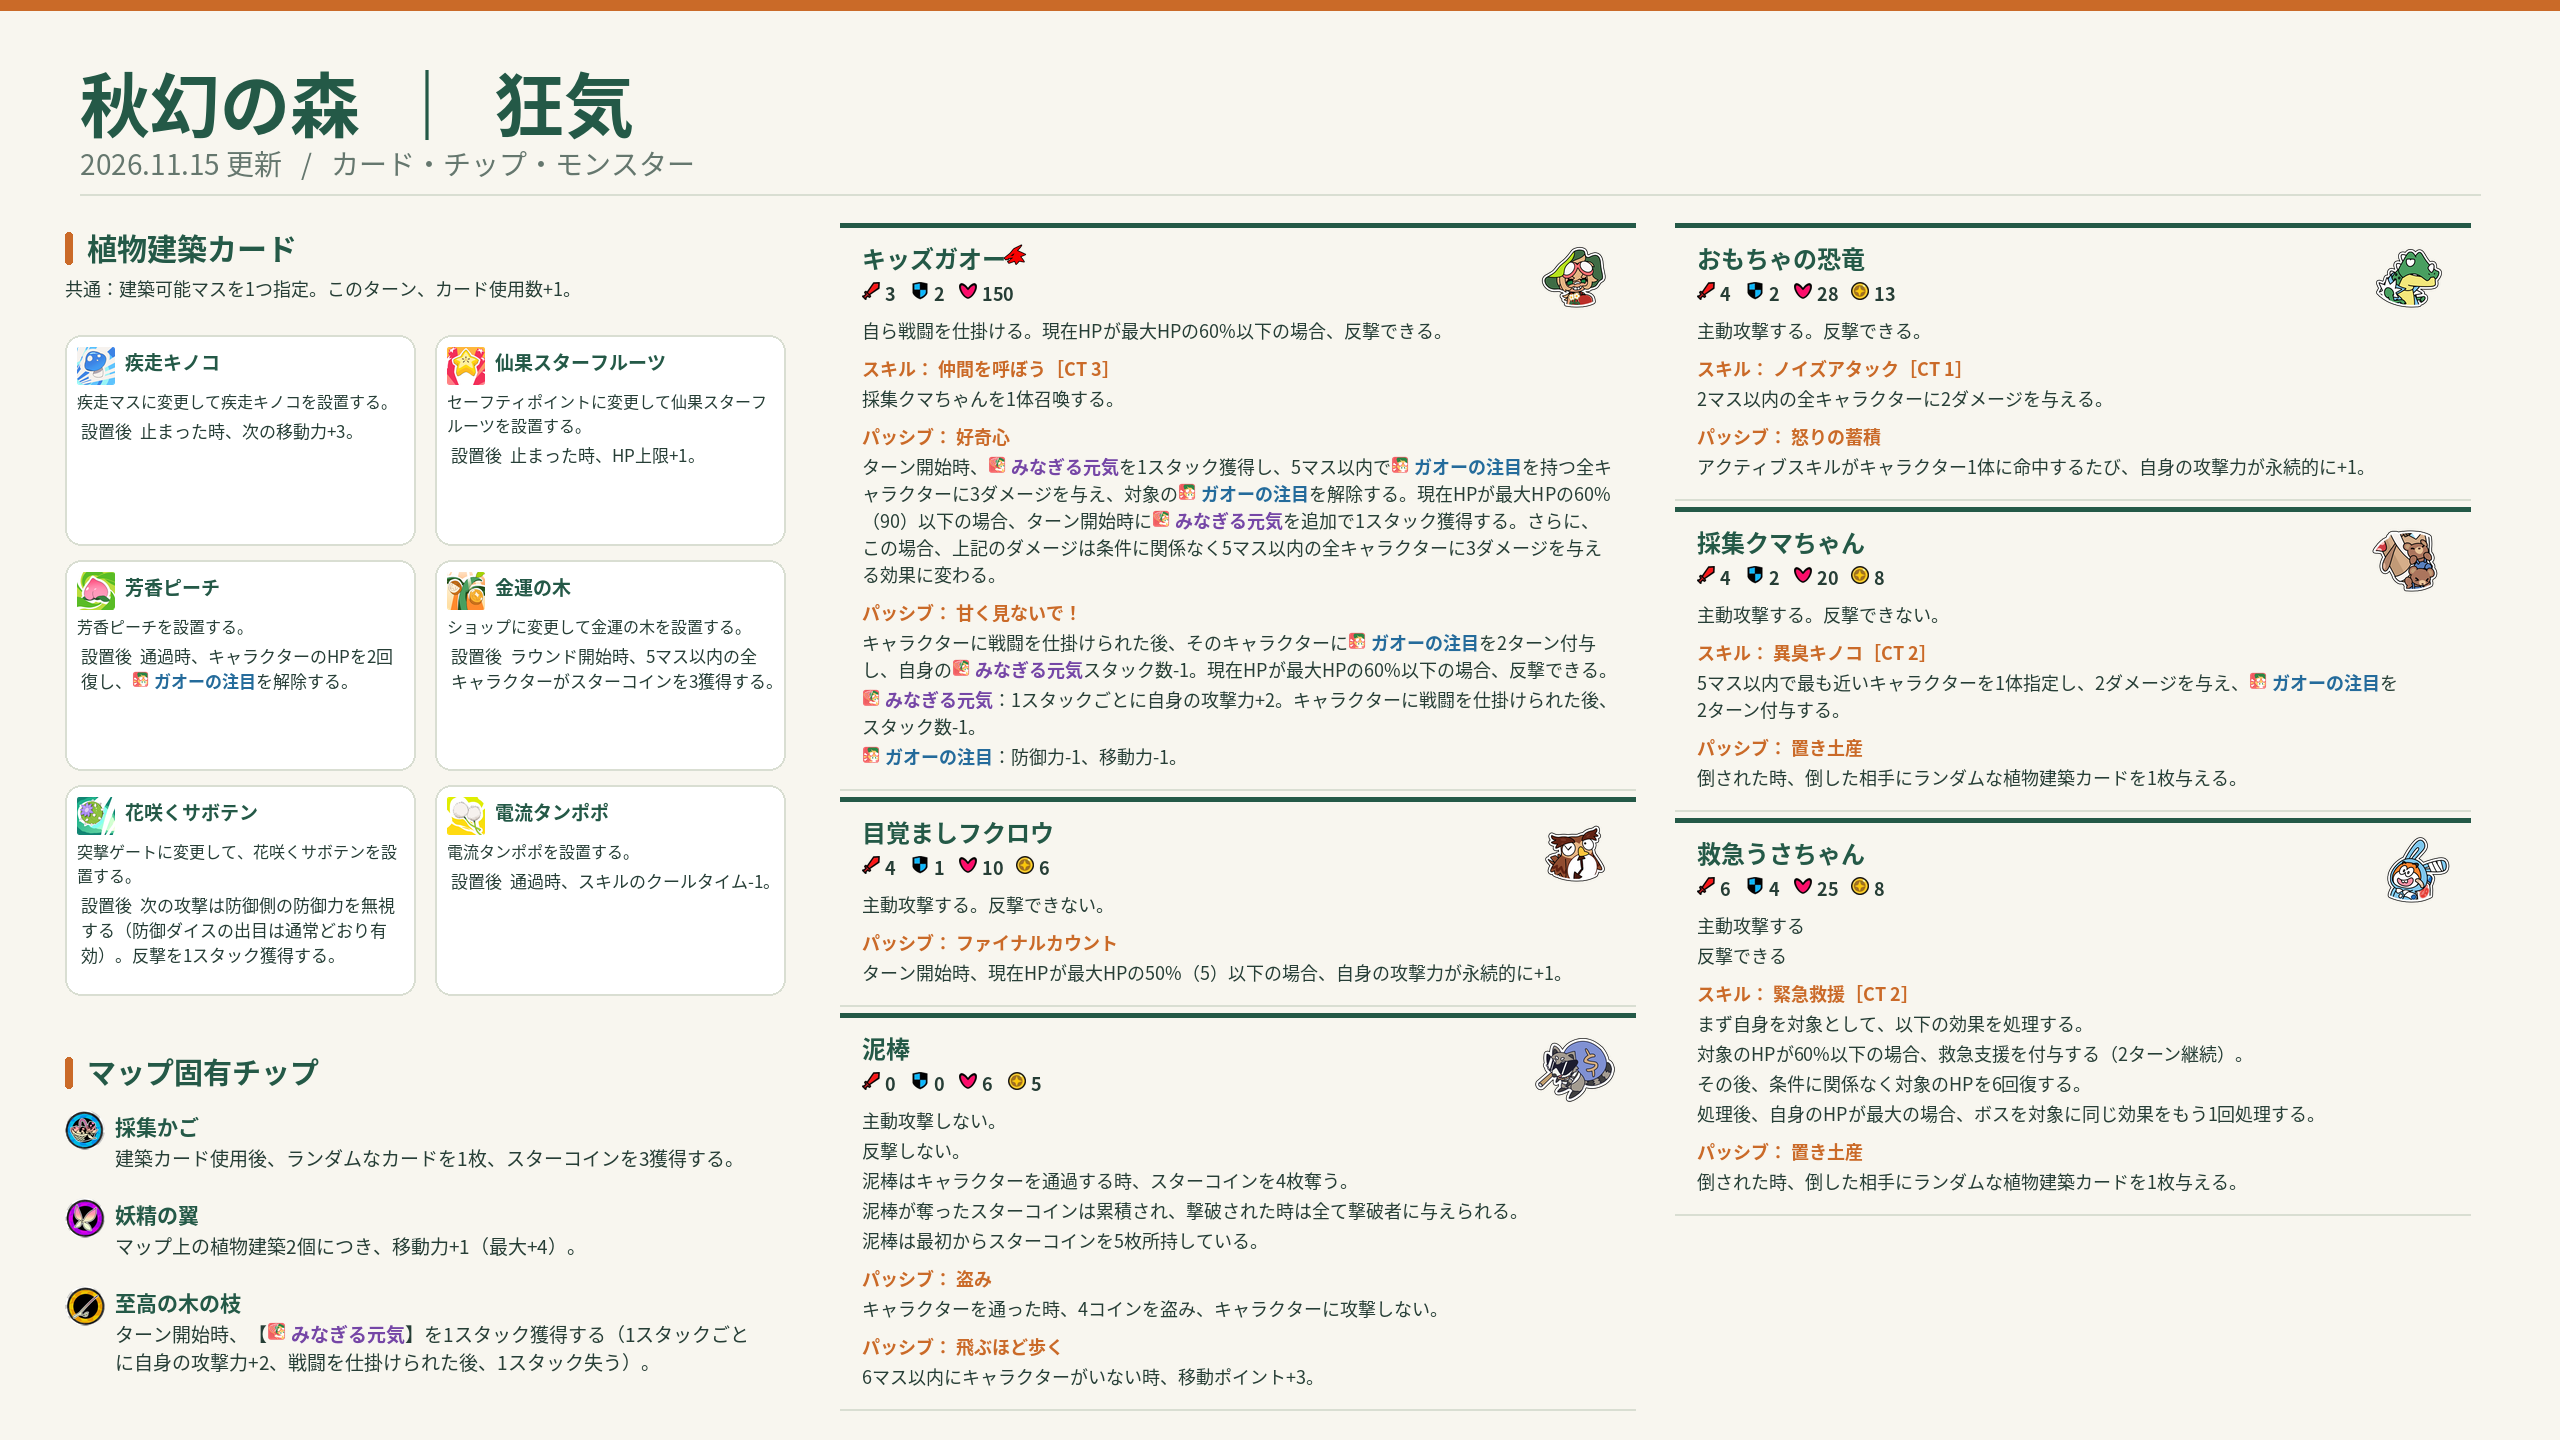 秋幻の森 ｜ 狂気
2026.11.15 更新 / カード・チップ・モンスター
植物建築カード
共通：建築可能マスを1つ指定。このターン、カード使用数+1。
疾走キノコ
疾走マスに変更して疾走キノコを設置する。
設置後 止まった時、次の移動力+3。
仙果スターフルーツ
セーフティポイントに変更して仙果スターフ
ルーツを設置する。
設置後 止まった時、HP上限+1。
芳香ピーチ
芳香ピーチを設置する。
設置後 通過時、キャラクターのHPを2回
復し、ガオーの注目を解除する。
金運の木
ショップに変更して金運の木を設置する。
設置後 ラウンド開始時、5マス以内の全
キャラクターがスターコインを3獲得する。
花咲くサボテン
突撃ゲートに変更して、花咲くサボテンを設
置する。
設置後 次の攻撃は防御側の防御力を無視
する（防御ダイスの出目は通常どおり有
効）。反撃を1スタック獲得する。
電流タンポポ
電流タンポポを設置する。
設置後 通過時、スキルのクールタイム-1。
マップ固有チップ
採集かご
建築カード使用後、ランダムなカードを1枚、スターコインを3獲得する。
妖精の翼
マップ上の植物建築2個につき、移動力+1（最大+4）。
至高の木の枝
ターン開始時、【みなぎる元気】を1スタック獲得する（1スタックごと
に自身の攻撃力+2、戦闘を仕掛けられた後、1スタック失う）。
キッズガオー
3 2 150
自ら戦闘を仕掛ける。現在HPが最大HPの60%以下の場合、反撃できる。
スキル： 仲間を呼ぼう［CT 3］
採集クマちゃんを1体召喚する。
パッシブ： 好奇心
ターン開始時、みなぎる元気を1スタック獲得し、5マス以内でガオーの注目を持つ全キ
ャラクターに3ダメージを与え、対象のガオーの注目を解除する。現在HPが最大HPの60%
（90）以下の場合、ターン開始時にみなぎる元気を追加で1スタック獲得する。さらに、
この場合、上記のダメージは条件に関係なく5マス以内の全キャラクターに3ダメージを与え
る効果に変わる。
パッシブ： 甘く見ないで！
キャラクターに戦闘を仕掛けられた後、そのキャラクターにガオーの注目を2ターン付与
し、自身のみなぎる元気スタック数-1。現在HPが最大HPの60%以下の場合、反撃できる。
みなぎる元気：1スタックごとに自身の攻撃力+2。キャラクターに戦闘を仕掛けられた後、
スタック数-1。
ガオーの注目：防御力-1、移動力-1。
目覚ましフクロウ
4 1 10 6
主動攻撃する。反撃できない。
パッシブ： ファイナルカウント
ターン開始時、現在HPが最大HPの50%（5）以下の場合、自身の攻撃力が永続的に+1。
泥棒
0 0 6 5
主動攻撃しない。
反撃しない。
泥棒はキャラクターを通過する時、スターコインを4枚奪う。
泥棒が奪ったスターコインは累積され、撃破された時は全て撃破者に与えられる。
泥棒は最初からスターコインを5枚所持している。
パッシブ： 盗み
キャラクターを通った時、4コインを盗み、キャラクターに攻撃しない。
パッシブ： 飛ぶほど歩く
6マス以内にキャラクターがいない時、移動ポイント+3。
おもちゃの恐竜
4 2 28 13
主動攻撃する。反撃できる。
スキル： ノイズアタック［CT 1］
2マス以内の全キャラクターに2ダメージを与える。
パッシブ： 怒りの蓄積
アクティブスキルがキャラクター1体に命中するたび、自身の攻撃力が永続的に+1。
採集クマちゃん
4 2 20 8
主動攻撃する。反撃できない。
スキル： 異臭キノコ［CT 2］
5マス以内で最も近いキャラクターを1体指定し、2ダメージを与え、ガオーの注目を
2ターン付与する。
パッシブ： 置き土産
倒された時、倒した相手にランダムな植物建築カードを1枚与える。
救急うさちゃん
6 4 25 8
主動攻撃する
反撃できる
スキル： 緊急救援［CT 2］
まず自身を対象として、以下の効果を処理する。
対象のHPが60%以下の場合、救急支援を付与する（2ターン継続）。
その後、条件に関係なく対象のHPを6回復する。
処理後、自身のHPが最大の場合、ボスを対象に同じ効果をもう1回処理する。
パッシブ： 置き土産
倒された時、倒した相手にランダムな植物建築カードを1枚与える。